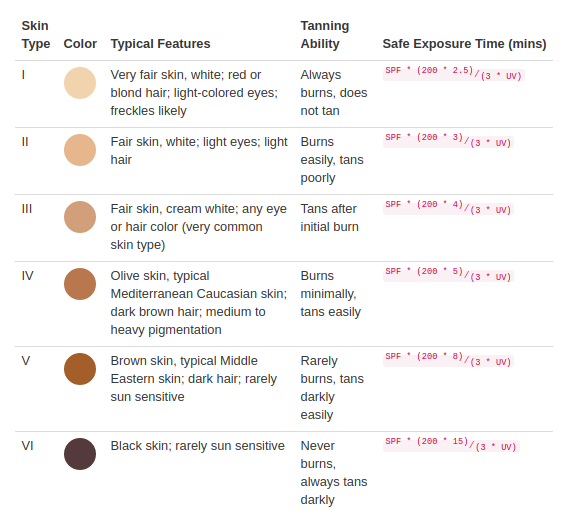 Skin Type Color Typical Features Tanning Ability Safe Exposure Time (mins)
I Very fair skin, white; red or Always SPF * (200 * 2.5)/(3 * UV)
blond hair; light-colored eyes; burns, does
freckles likely not tan
II Fair skin, white; light eyes; light Burns SPF * (200 * 3)/(3 * UV)
hair easily, tans
poorly
III Fair skin, cream white; any eye Tans after SPF * (200 * 4)/(3 * UV)
or hair color (very common initial burn
skin type)
IV Olive skin, typical Burns SPF * (200 * 5)/(3 * UV)
Mediterranean Caucasian skin; minimally,
dark brown hair; medium to tans easily
heavy pigmentation
V Brown skin, typical Middle Rarely SPF * (200 * 8)/(3 * UV)
Eastern skin; dark hair; rarely burns, tans
sun sensitive darkly
easily
VI Black skin; rarely sun sensitive Never SPF * (200 * 15)/(3 * UV)
burns,
always tans
darkly